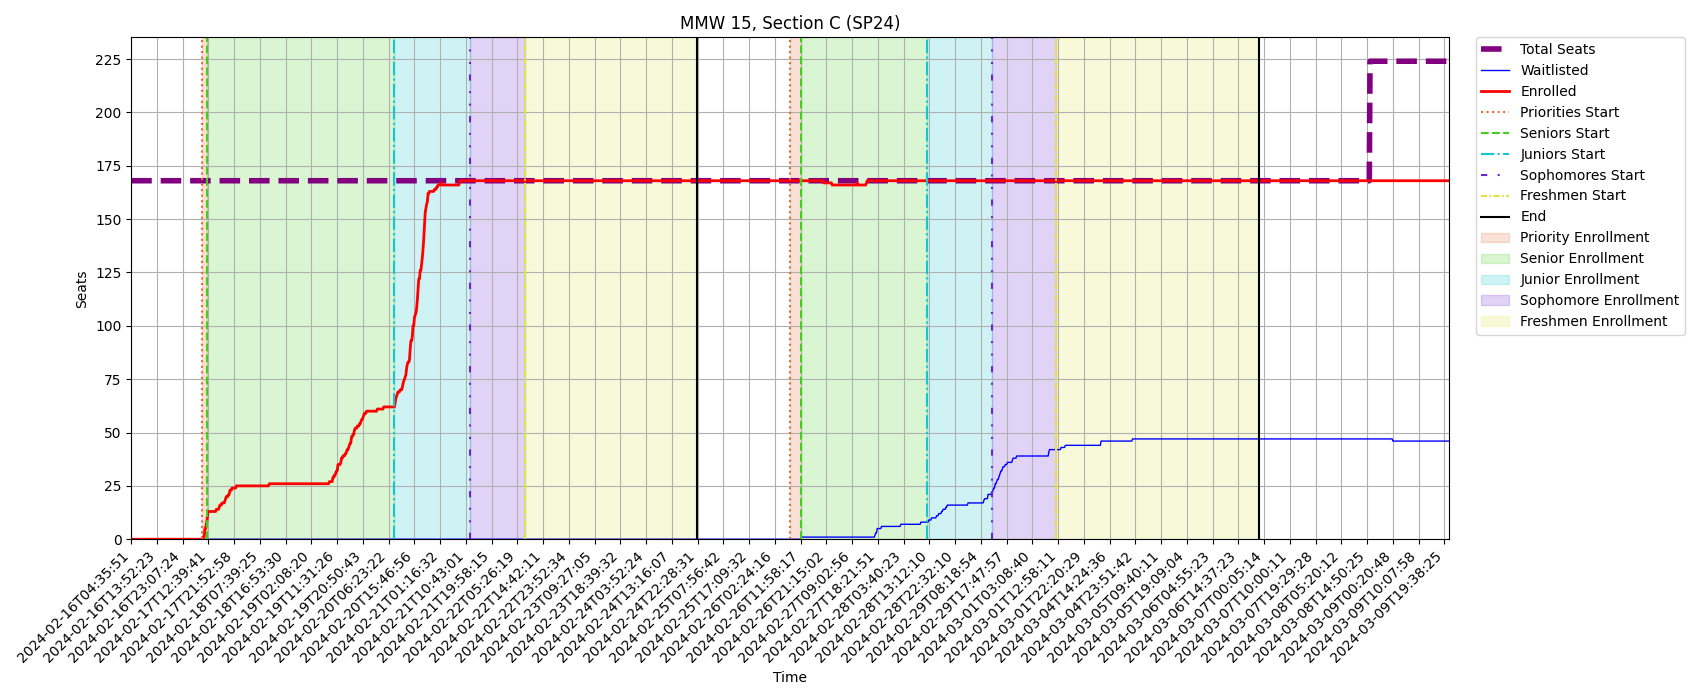 MMW 15, Section C (SP24)
Seats
225
200
175
150
125
100
75
50
25
0
2024-02-16T04:35:51
2024-02-16T13:52:23
2024-02-16T23:07:24
2024-02-17T12:39:41
2024-02-17T21:52:58
2024-02-18T07:39:25
2024-02-18T16:53:30
2024-02-19T02:08:20
2024-02-19T11:31:26
2024-02-19T20:50:43
2024-02-20T06:23:22
2024-02-20T15:46:56
2024-02-21T01:16:32
2024-02-21T10:43:01
2024-02-21T19:58:15
2024-02-22T05:26:19
2024-02-22T14:42:11
2024-02-22T23:52:34
2024-02-23T09:27:05
2024-02-23T18:39:32
2024-02-24T03:52:24
2024-02-24T13:16:07
2024-02-24T22:28:31
2024-02-25T07:56:42
2024-02-25T17:09:32
2024-02-26T02:24:16
2024-02-26T11:58:17
2024-02-26T21:15:02
2024-02-27T09:02:56
2024-02-27T18:21:51
2024-02-28T03:40:23
2024-02-28T13:12:10
2024-02-28T22:32:10
2024-02-29T08:18:54
2024-02-29T17:47:57
2024-03-01T03:08:40
2024-03-01T12:58:11
2024-03-01T22:20:29
2024-03-04T14:24:36
2024-03-04T23:51:42
2024-03-05T09:40:11
2024-03-05T19:09:04
2024-03-06T04:55:23
2024-03-06T14:37:23
2024-03-07T00:05:14
2024-03-07T10:00:11
2024-03-07T19:29:28
2024-03-08T05:20:12
2024-03-08T14:50:25
2024-03-09T00:20:48
2024-03-09T10:07:58
2024-03-09T19:38:25
Time
Total Seats
Waitlisted
Enrolled
Priorities Start
Seniors Start
Juniors Start
Sophomores Start
Freshmen Start
End
Priority Enrollment
Senior Enrollment
Junior Enrollment
Sophomore Enrollment
Freshmen Enrollment